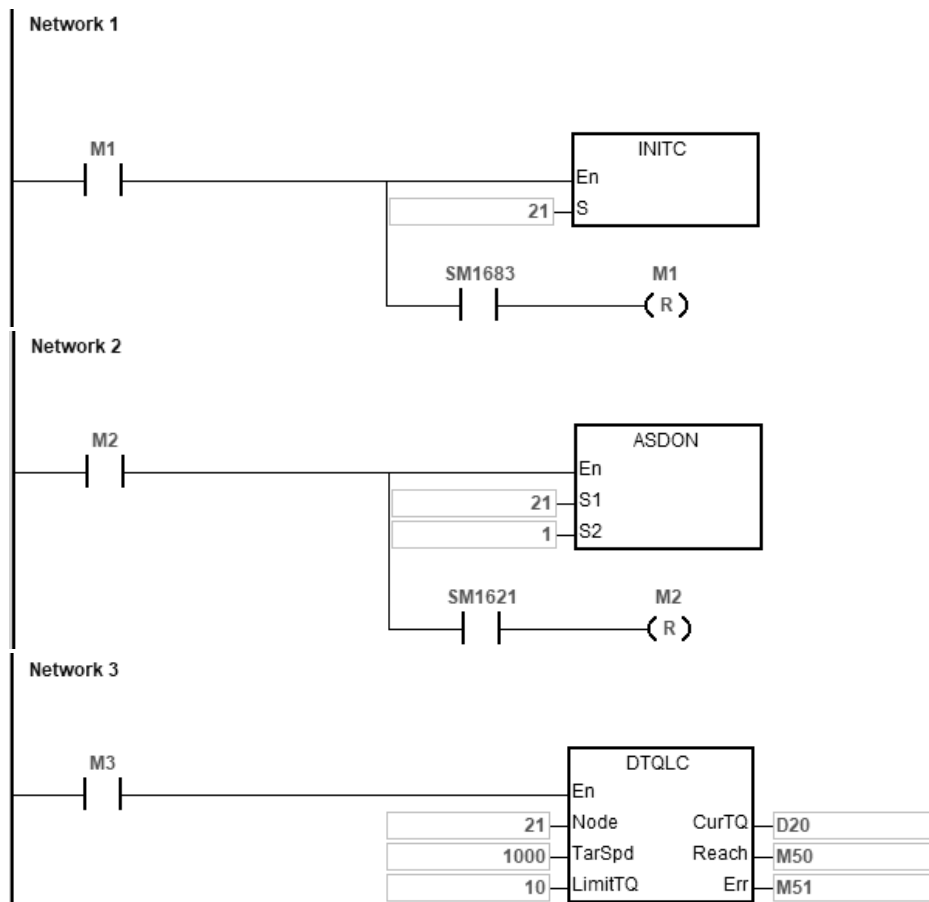 Network 1
M1
INITC
En
21 S
SM1683 M1
R
Network 2
M2
ASDON
En
21 S1
1 S2
SM1621 M2
R
Network 3
M3
DTQLC
En
21 Node CurTQ D20
1000 TarSpd Reach M50
10 LimitTQ Err M51